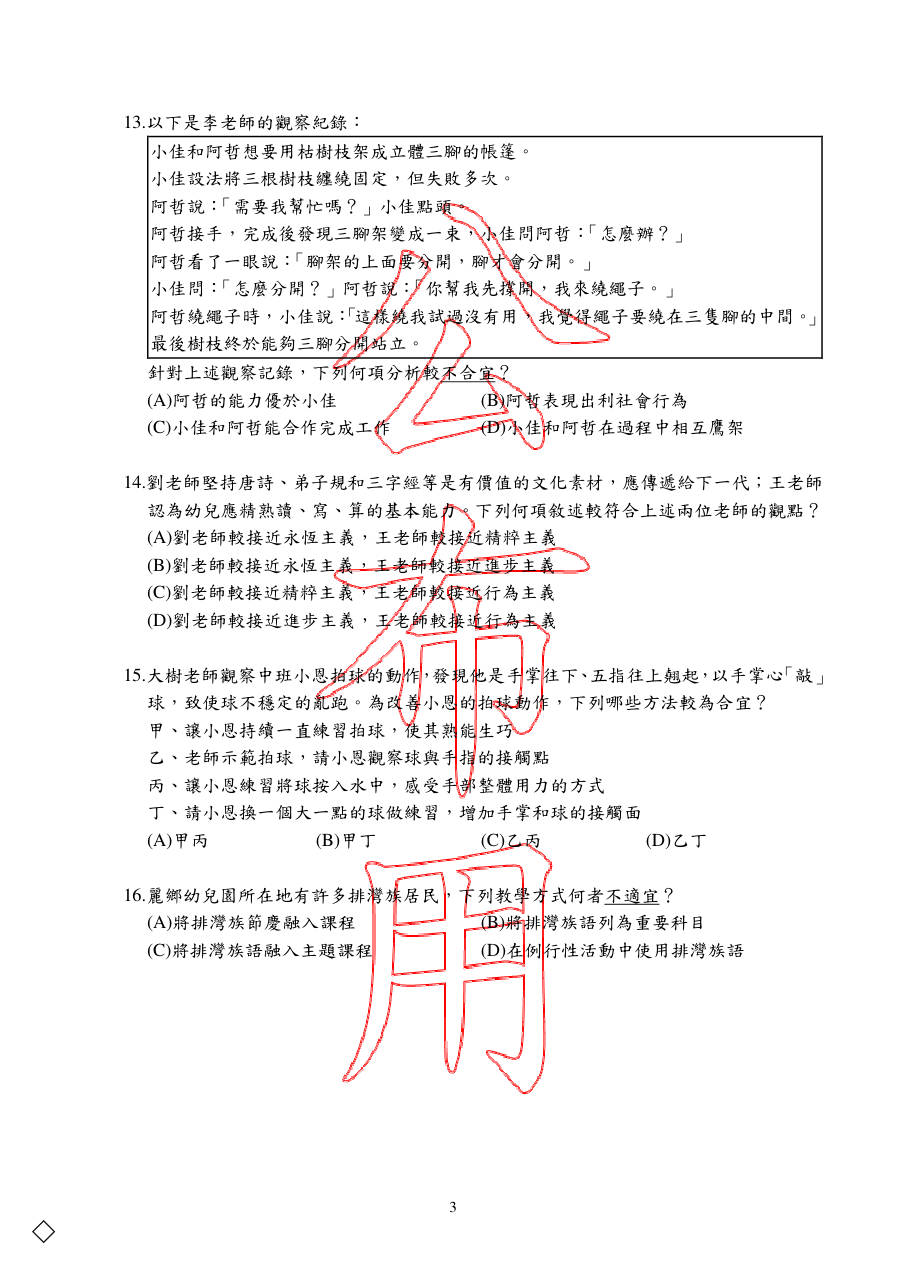 13.以下是李老師的觀察紀錄：
小佳和阿哲想要用枯樹枝架成立體三腳的帳篷。
小佳設法將三根樹枝纏繞固定，但失敗多次。
阿哲說：「需要我幫忙嗎？」小佳點頭。
阿哲接手，完成後發現三腳架變成一束，小佳問阿哲：「怎麼辦？」
阿哲看了一眼說：「腳架的上面要分開，腳才會分開。」
小佳問：「怎麼分開？」阿哲說：「你幫我先撐開，我來繞繩子。」
阿哲繞繩子時，小佳說：「這樣繞我試過沒有用，我覺得繩子要繞在三隻腳的中間。」
最後樹枝終於能夠三腳分開站立。
針對上述觀察記錄，下列何項分析較不合宜？
(A)阿哲的能力優於小佳 (B)阿哲表現出利社會行為
(C)小佳和阿哲能合作完成工作 (D)小佳和阿哲在過程中相互鷹架
14.劉老師堅持唐詩、弟子規和三字經等是有價值的文化素材，應傳遞給下一代；王老師
認為幼兒應精熟讀、寫、算的基本能力。下列何項敘述較符合上述兩位老師的觀點？
(A)劉老師較接近永恆主義，王老師較接近精粹主義
(B)劉老師較接近永恆主義，王老師較接近進步主義
(C)劉老師較接近精粹主義，王老師較接近行為主義
(D)劉老師較接近進步主義，王老師較接近行為主義
15.大樹老師觀察中班小恩拍球的動作，發現他是手掌往下、五指往上翹起，以手掌心「敲」
球，致使球不穩定的亂跑。為改善小恩的拍球動作，下列哪些方法較為合宜？
甲、讓小恩持續一直練習拍球，使其熟能生巧
乙、老師示範拍球，請小恩觀察球與手指的接觸點
丙、讓小恩練習將球按入水中，感受手部整體用力的方式
丁、請小恩換一個大一點的球做練習，增加手掌和球的接觸面
(A)甲丙 (B)甲丁 (C)乙丙 (D)乙丁
16.麗鄉幼兒園所在地有許多排灣族居民，下列教學方式何者不適宜？
(A)將排灣族節慶融入課程 (B)將排灣族語列為重要科目
(C)將排灣族語融入主題課程 (D)在例行性活動中使用排灣族語
公
布
用
3